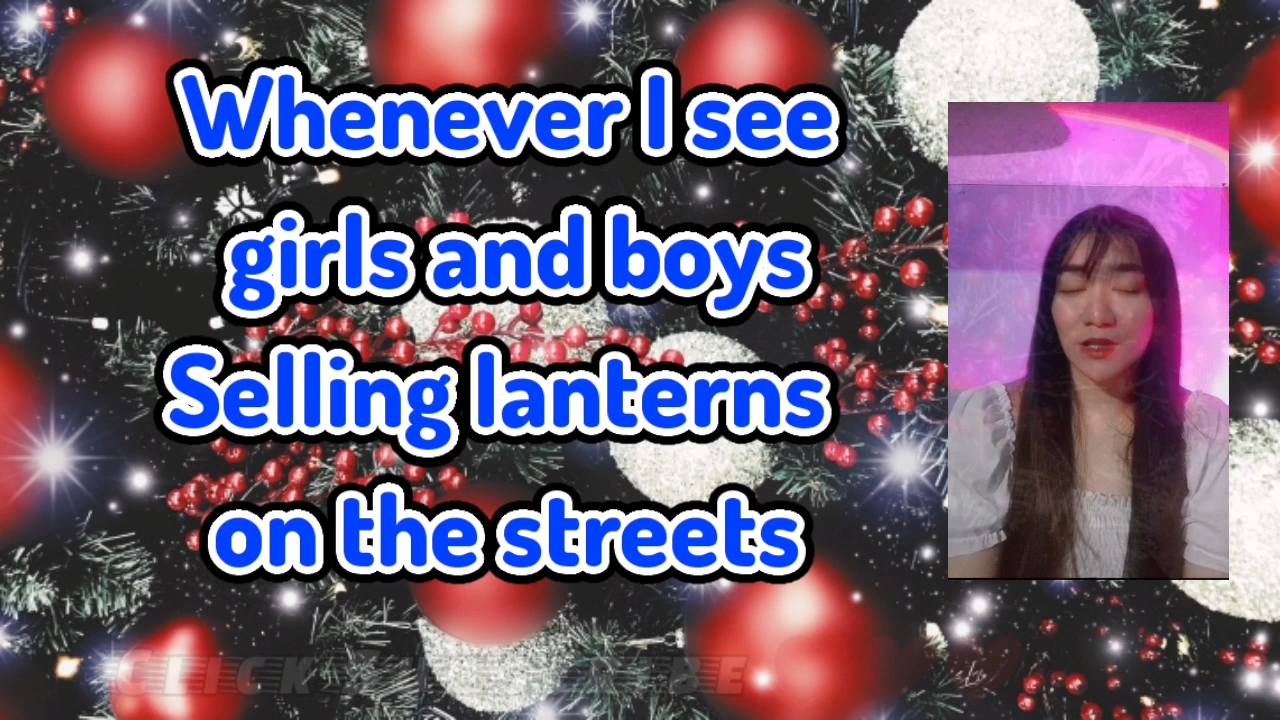 Whenever I see
girls and boys
Selling lanterns
on the streets